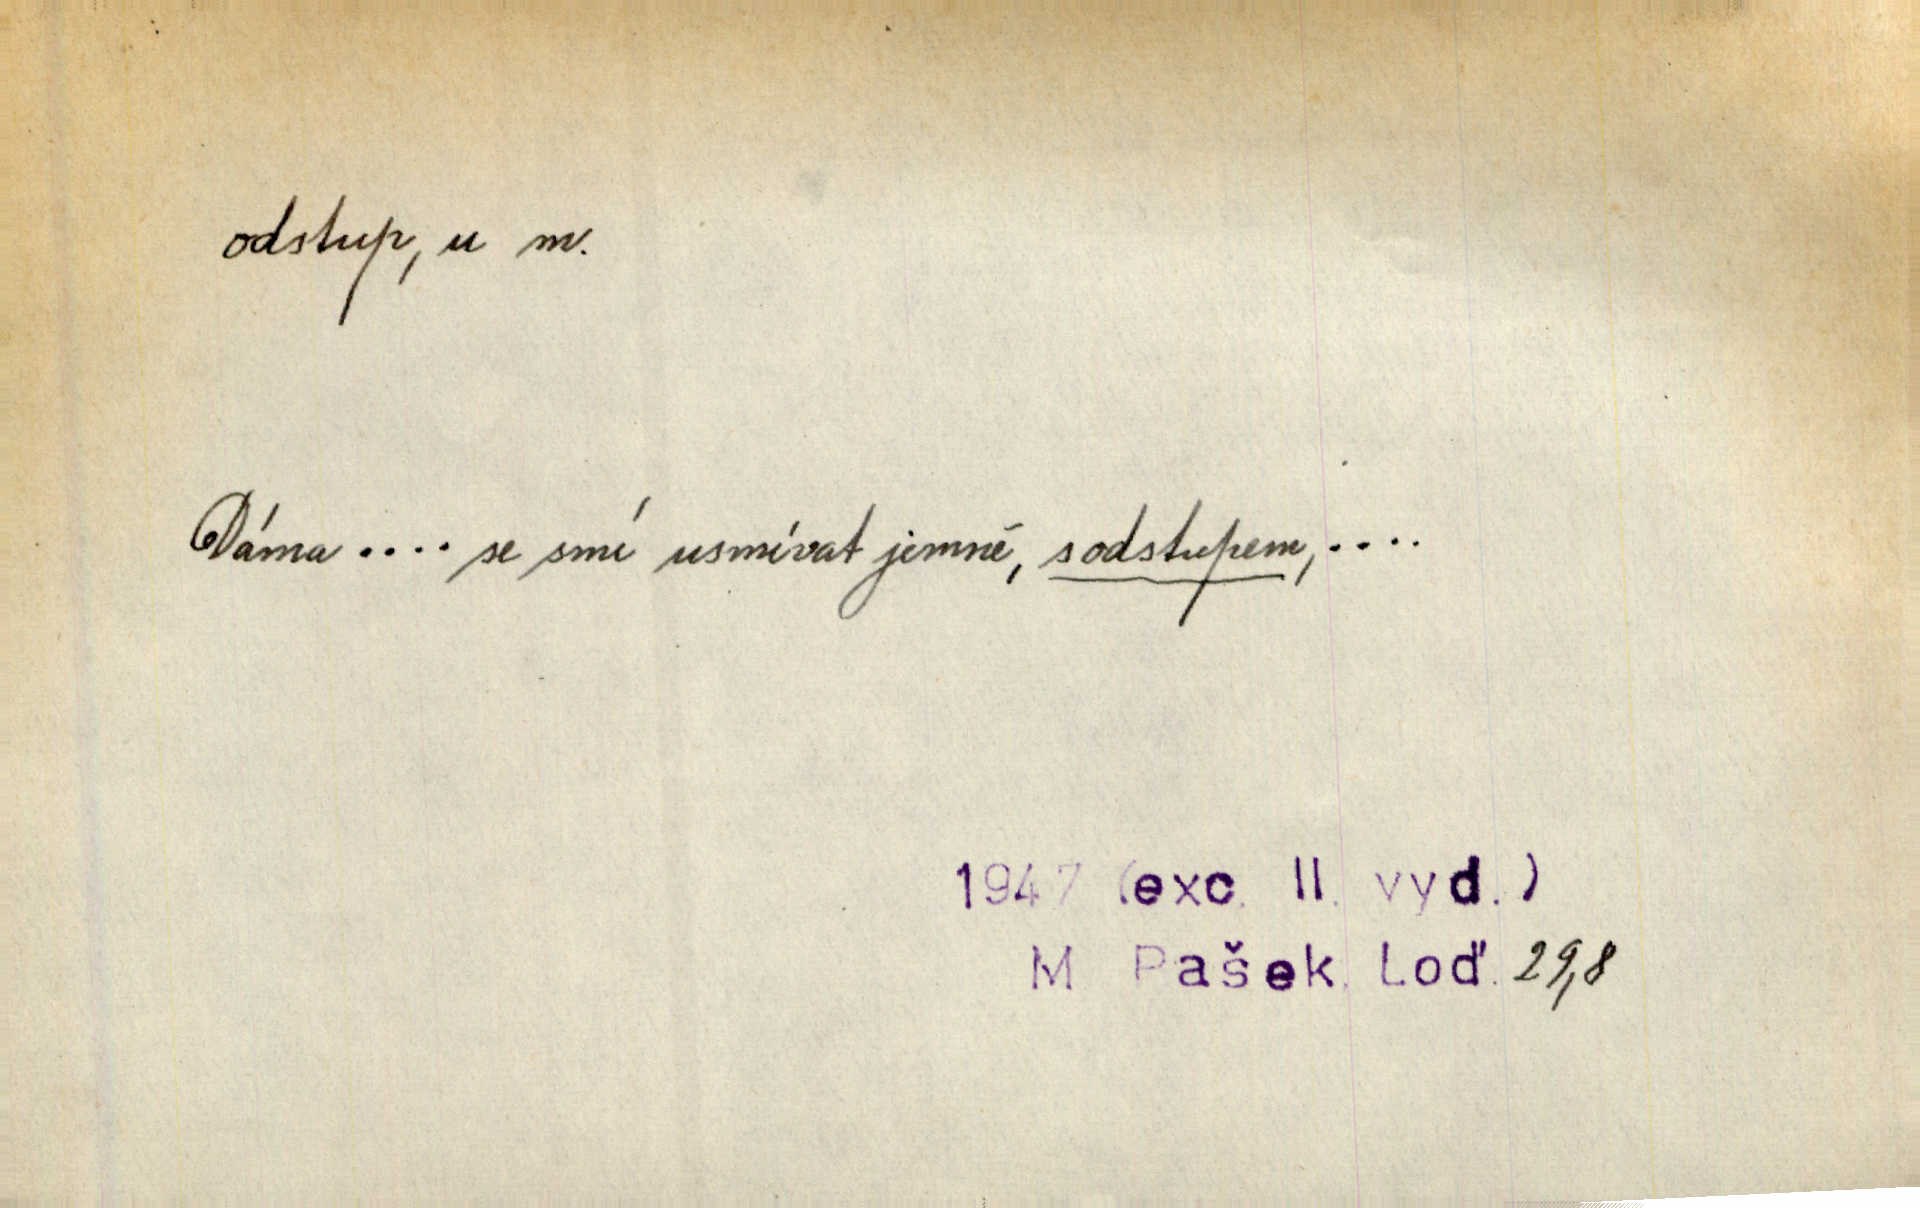 odstup, u m.
Dáma .... se smí usmívat jemně, s odstupem, ....
1947 (exc. II. vyd.)
M Pašek. Loď. 29,8